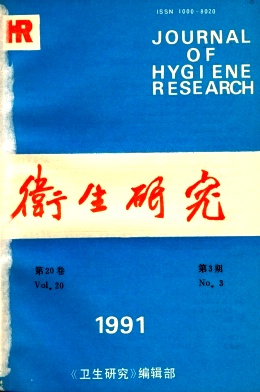 ISSN 1000-8020
HR
JOURNAL
OF
HYGIENE
RESEARCH
衛生研究
第20卷
第3期
Vol. 20
No. 3
1991
《卫生研究》编辑部